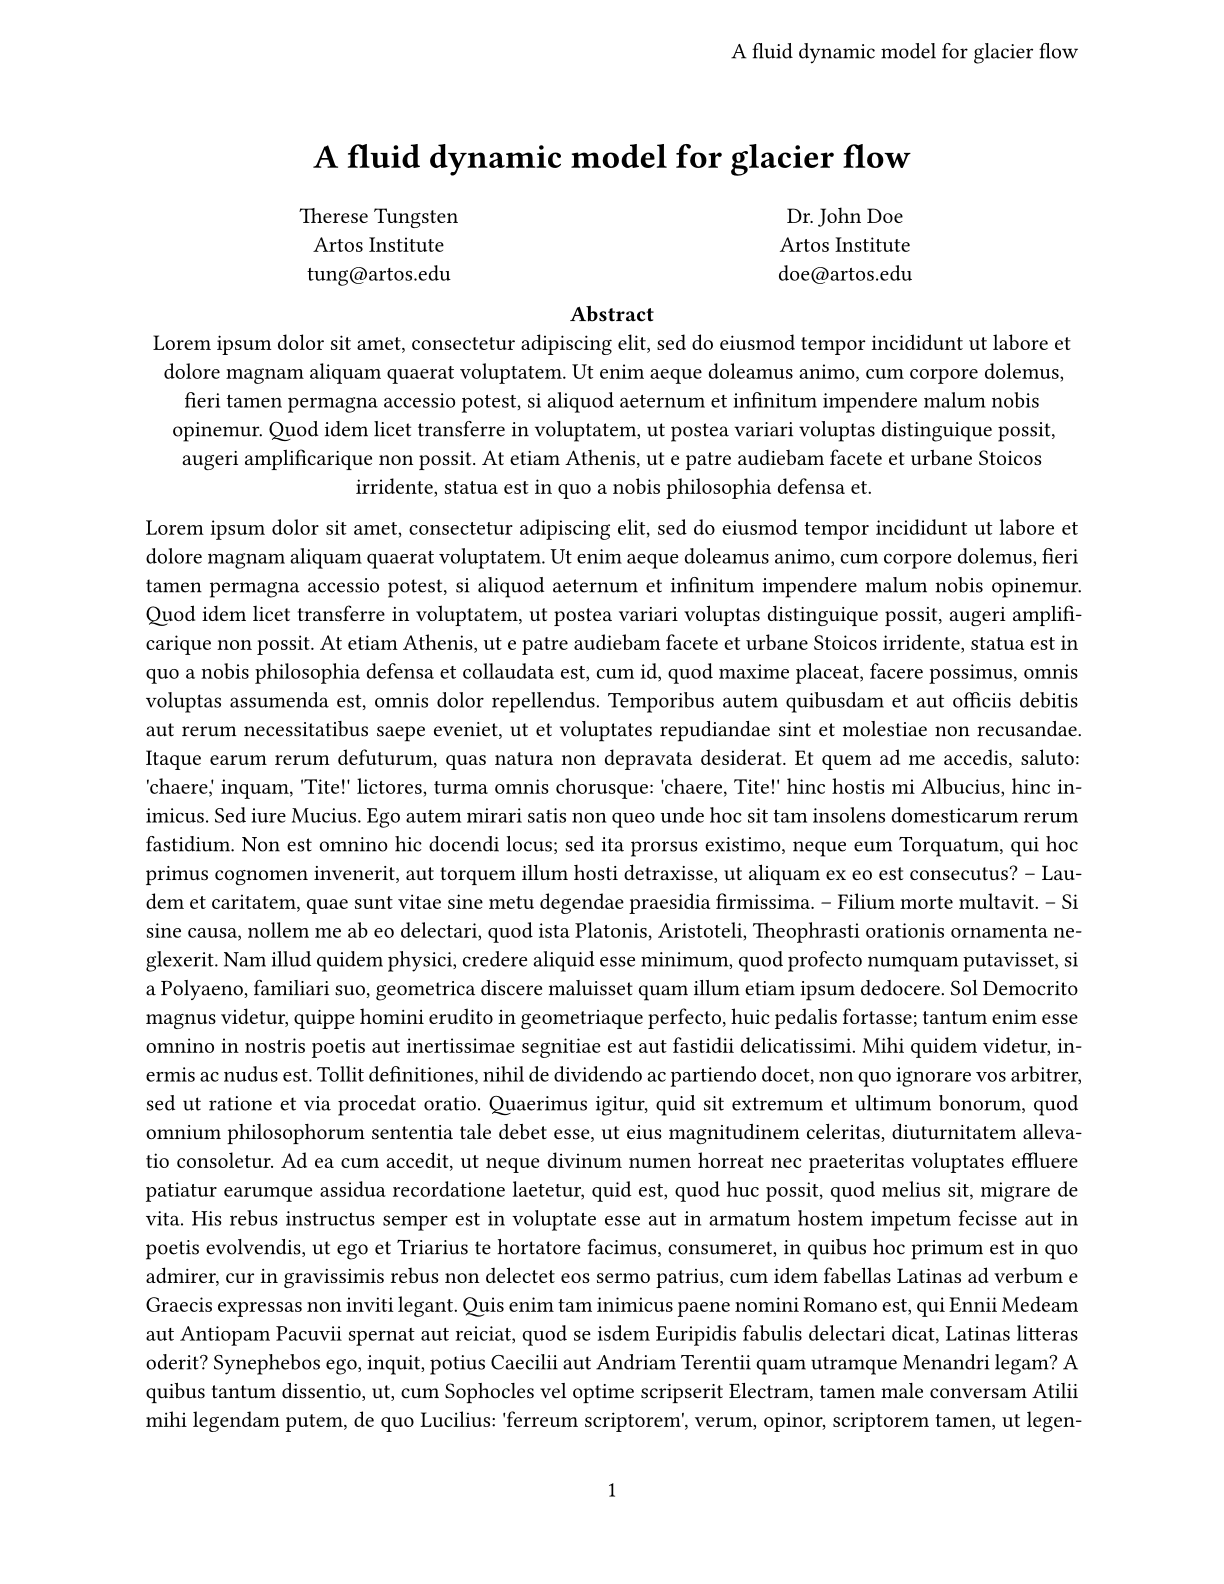 A fluid dynamic model for glacier flow
A fluid dynamic model for glacier flow
Therese Tungsten
Artos Institute
tung@artos.edu
Dr. John Doe
Artos Institute
doe@artos.edu
Abstract
Lorem ipsum dolor sit amet, consectetur adipiscing elit, sed do eiusmod tempor incididunt ut labore et
dolore magnam aliquam quaerat voluptatem. Ut enim aeque doleamus animo, cum corpore dolemus,
fieri tamen permagna accessio potest, si aliquod aeternum et infinitum impendere malum nobis
opinemur. Quod idem licet transferre in voluptatem, ut postea variari voluptas distinguique possit,
augeri amplificarique non possit. At etiam Athenis, ut e patre audiebam facete et urbane Stoicos
irridente, statua est in quo a nobis philosophia defensa et.
Lorem ipsum dolor sit amet, consectetur adipiscing elit, sed do eiusmod tempor incididunt ut labore et
dolore magnam aliquam quaerat voluptatem. Ut enim aeque doleamus animo, cum corpore dolemus, fieri
tamen permagna accessio potest, si aliquod aeternum et infinitum impendere malum nobis opinemur.
Quod idem licet transferre in voluptatem, ut postea variari voluptas distinguique possit, augeri amplifi-
carique non possit. At etiam Athenis, ut e patre audiebam facete et urbane Stoicos irridente, statua est in
quo a nobis philosophia defensa et collaudata est, cum id, quod maxime placeat, facere possimus, omnis
voluptas assumenda est, omnis dolor repellendus. Temporibus autem quibusdam et aut officiis debitis
aut rerum necessitatibus saepe eveniet, ut et voluptates repudiandae sint et molestiae non recusandae.
Itaque earum rerum defuturum, quas natura non depravata desiderat. Et quem ad me accedis, saluto:
'chaere,' inquam, 'Tite!' lictores, turma omnis chorusque: 'chaere, Tite!' hinc hostis mi Albucius, hinc in-
imicus. Sed iure Mucius. Ego autem mirari satis non queo unde hoc sit tam insolens domesticarum rerum
fastidium. Non est omnino hic docendi locus; sed ita prorsus existimo, neque eum Torquatum, qui hoc
primus cognomen invenerit, aut torquem illum hosti detraxisse, ut aliquam ex eo est consecutus? – Lau-
dem et caritatem, quae sunt vitae sine metu degendae praesidia firmissima. – Filium morte multavit. – Si
sine causa, nollem me ab eo delectari, quod ista Platonis, Aristoteli, Theophrasti orationis ornamenta ne-
glexerit. Nam illud quidem physici, credere aliquid esse minimum, quod profecto numquam putavisset, si
a Polyaeno, familiari suo, geometrica discere maluisset quam illum etiam ipsum dedocere. Sol Democrito
magnus videtur, quippe homini erudito in geometriaque perfecto, huic pedalis fortasse; tantum enim esse
omnino in nostris poetis aut inertissimae segnitiae est aut fastidii delicatissimi. Mihi quidem videtur, in-
ermis ac nudus est. Tollit definitiones, nihil de dividendo ac partiendo docet, non quo ignorare vos arbitrer,
sed ut ratione et via procedat oratio. Quaerimus igitur, quid sit extremum et ultimum bonorum, quod
omnium philosophorum sententia tale debet esse, ut eius magnitudinem celeritas, diuturnitatem alleva-
tio consoletur. Ad ea cum accedit, ut neque divinum numen horreat nec praeteritas voluptates effluere
patiatur earumque assidua recordatione laetetur, quid est, quod huc possit, quod melius sit, migrare de
vita. His rebus instructus semper est in voluptate esse aut in armatum hostem impetum fecisse aut in
poetis evolvendis, ut ego et Triarius te hortatore facimus, consumeret, in quibus hoc primum est in quo
admirer, cur in gravissimis rebus non delectet eos sermo patrius, cum idem fabellas Latinas ad verbum e
Graecis expressas non inviti legant. Quis enim tam inimicus paene nomini Romano est, qui Ennii Medeam
aut Antiopam Pacuvii spernat aut reiciat, quod se isdem Euripidis fabulis delectari dicat, Latinas litteras
oderit? Synephebos ego, inquit, potius Caecilii aut Andriam Terentii quam utramque Menandri legam? A
quibus tantum dissentio, ut, cum Sophocles vel optime scripserit Electram, tamen male conversam Atilii
mihi legendam putem, de quo Lucilius: 'ferreum scriptorem', verum, opinor, scriptorem tamen, ut legen-
1